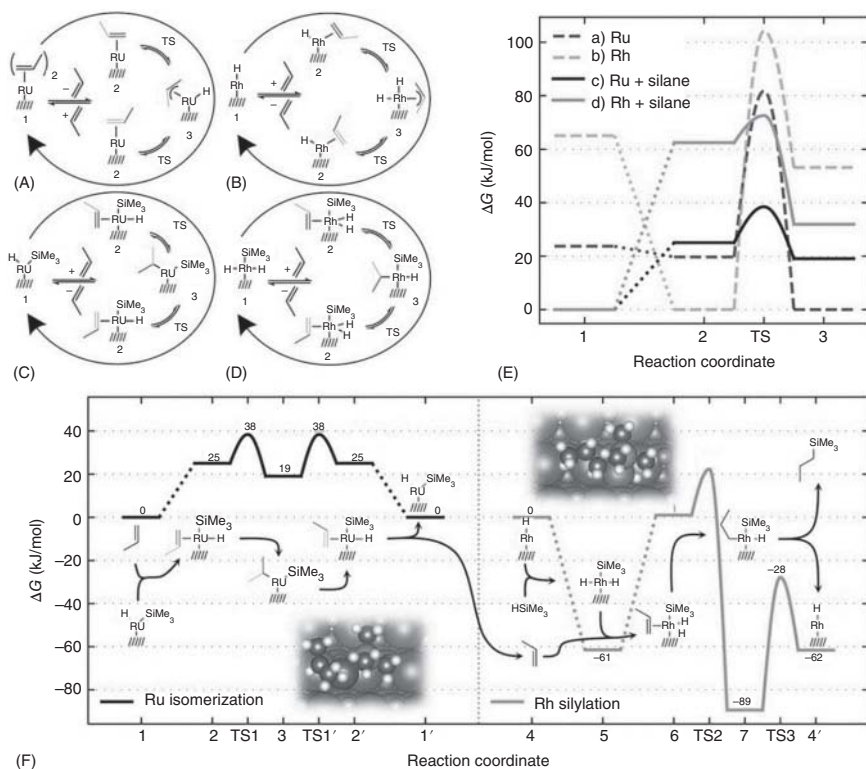 TS
RU
2
2
RU
1
−
+
RU
H
3
RU
2
TS
(A)
H
Rh
2
TS
H
Rh
1
+
−
H
H
Rh
3
H
Rh
2
TS
(B)
SiMe3
RU
H
2
TS
H
SiMe3
RU
1
+
−
RU
SiMe3
3
SiMe3
RU
H
2
TS
(C)
SiMe3
Rh
H
H
2
TS
SiMe3
H
Rh
H
1
+
−
SiMe3
Rh
H
3
SiMe3
Rh
H
H
2
TS
(D)
ΔG (kJ/mol)
100
80
60
40
20
0
a) Ru
b) Rh
c) Ru + silane
d) Rh + silane
1 2 TS 3
(E) Reaction coordinate
ΔG (kJ/mol)
40
20
0
−20
−40
−60
−80
0
25
38
19
38
25
0
H
SiMe3
RU
SiMe3
RU
H
H
SiMe3
RU
RU
SiMe3
SiMe3
RU
H
0
H
Rh
HSiMe3
SiMe3
H
Rh
H
−61
SiMe3
Rh
H
H
SiMe3
Rh
H
−89
−28
SiMe3
H
Rh
−62
Ru isomerization
Rh silylation
1 2 TS1 3 TS1′ 2′ 1′ 4 5 6 TS2 7 TS3 4′
(F) Reaction coordinate